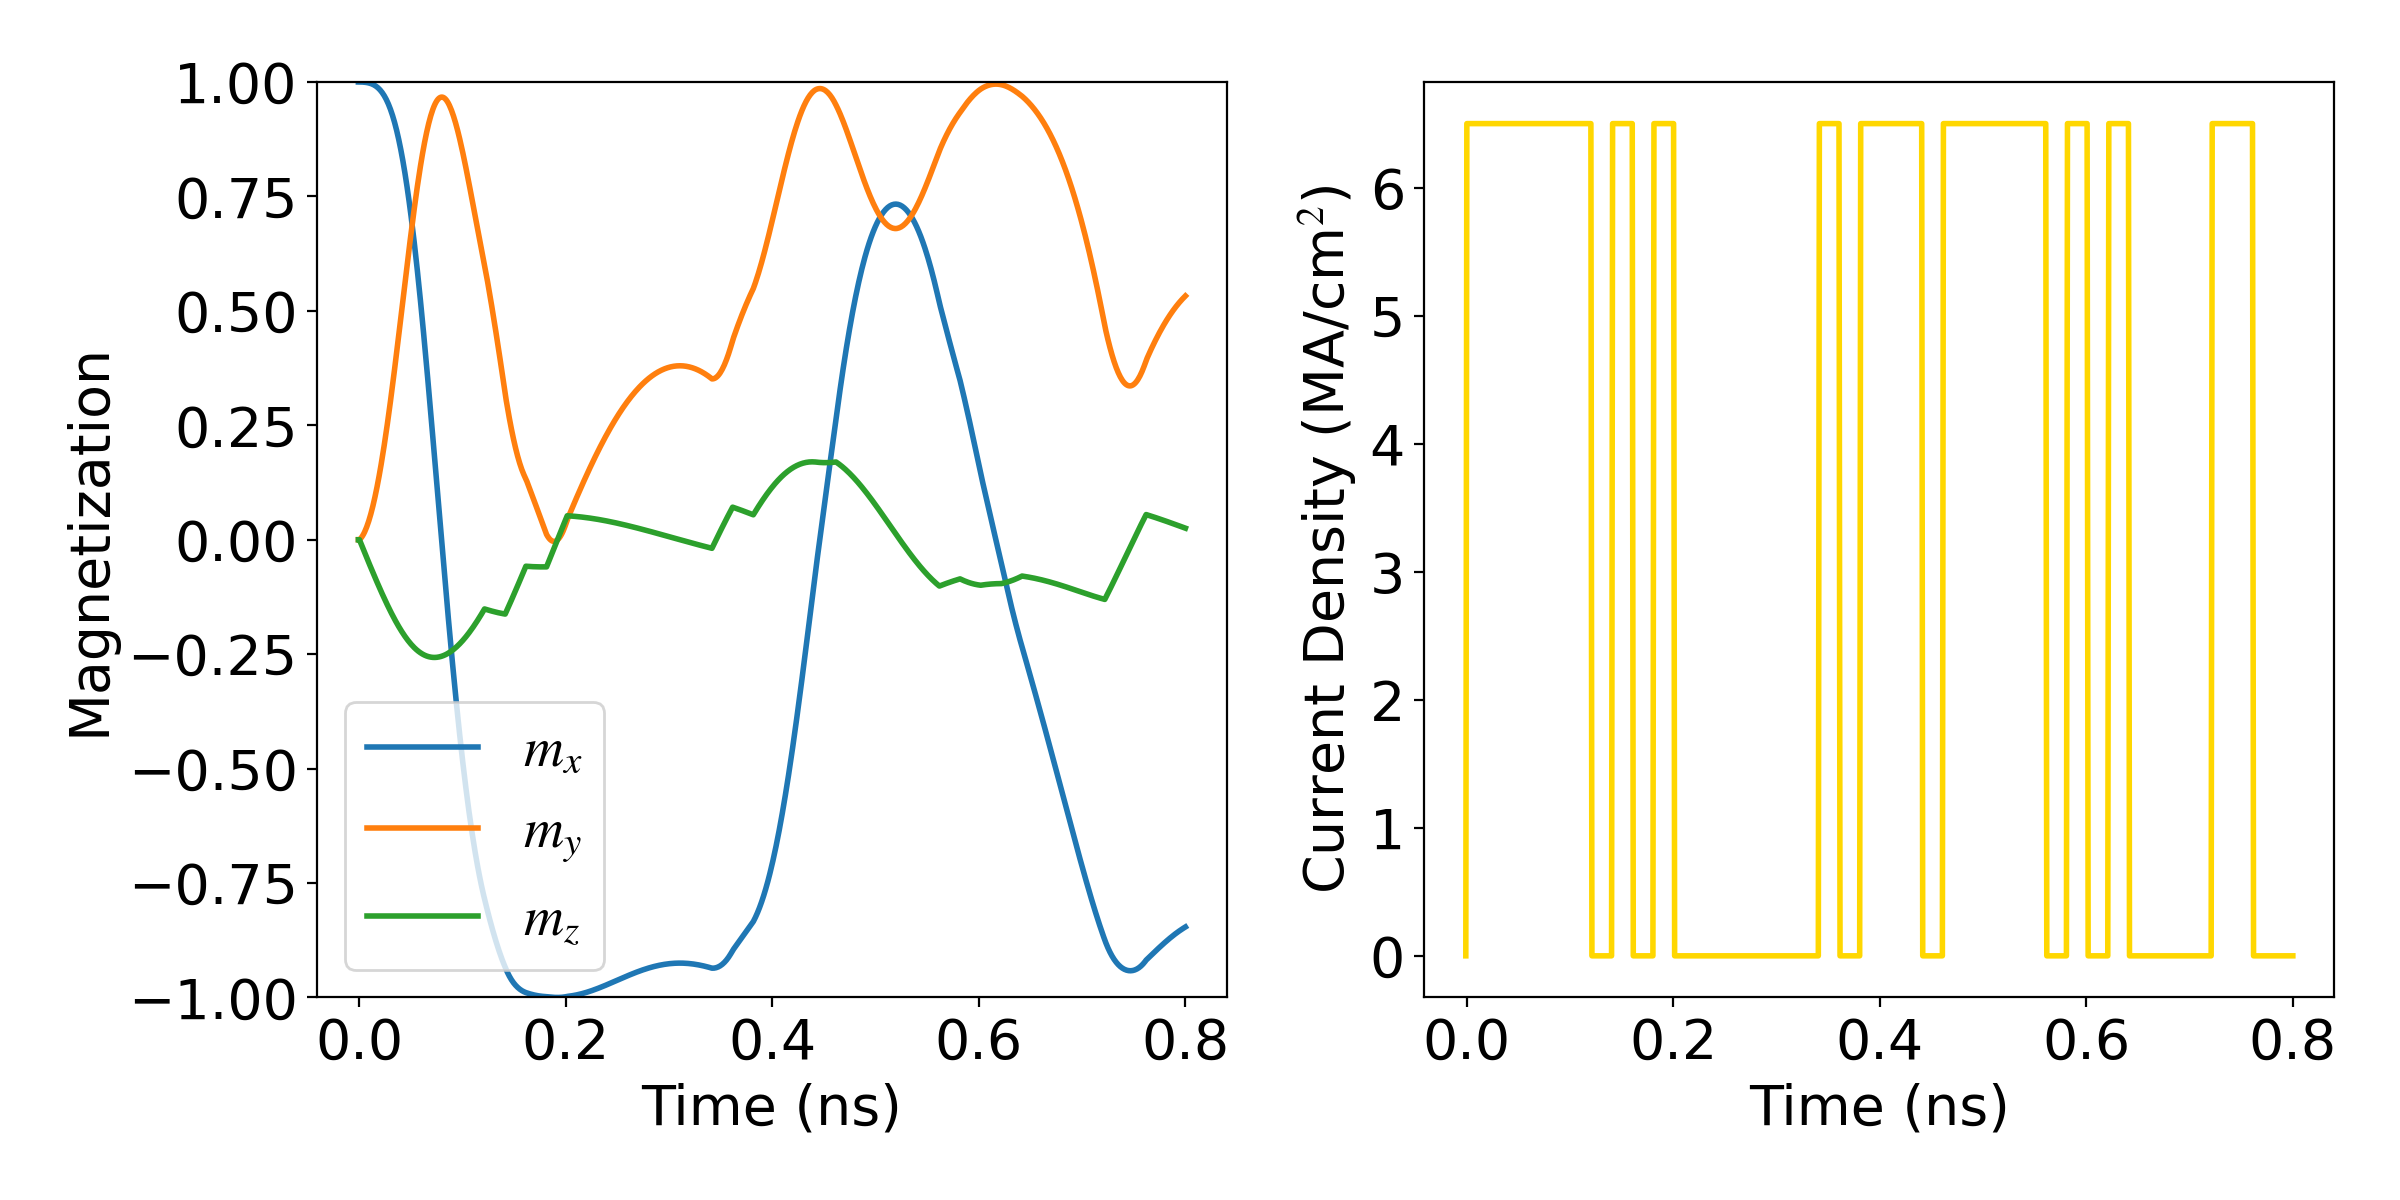 Magnetization
1.00
0.75
0.50
0.25
0.00
−0.25
−0.50
−0.75
−1.00
m_x
m_y
m_z
0.0 0.2 0.4 0.6 0.8
Time (ns)
Current Density (MA/cm²)
6
5
4
3
2
1
0
0.0 0.2 0.4 0.6 0.8
Time (ns)